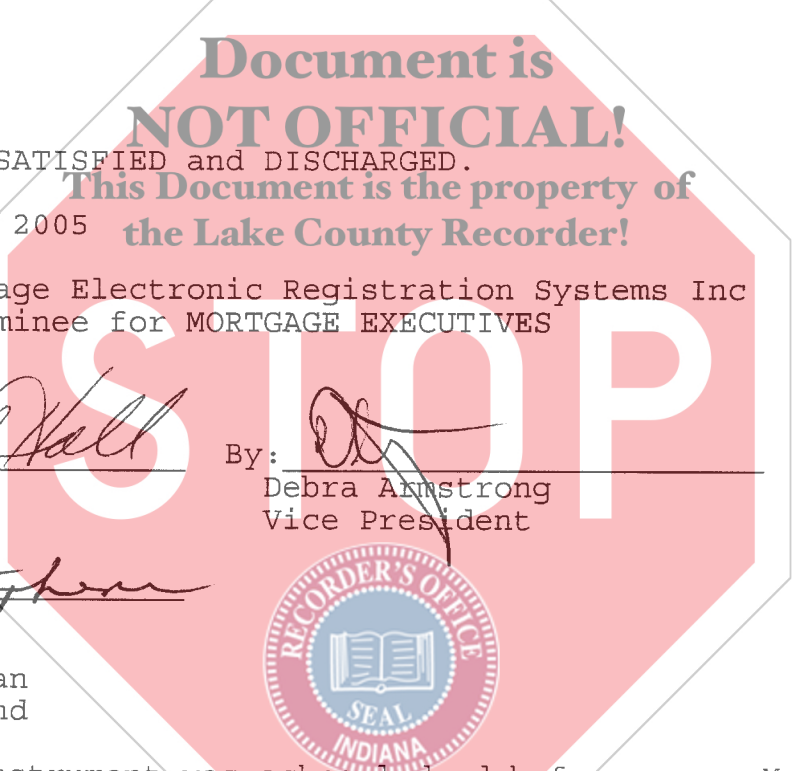 Document is
NOT OFFICIAL!
SATISFIED and DISCHARGED.
This Document is the property of
2005
the Lake County Recorder!
age Electronic Registration Systems Inc
minee for MORTGAGE EXECUTIVES
STOP
Hall
By:
Debra Armstrong
Vice President
RECORDER'S OFFICE
SEAL
INDIANA
an
nd